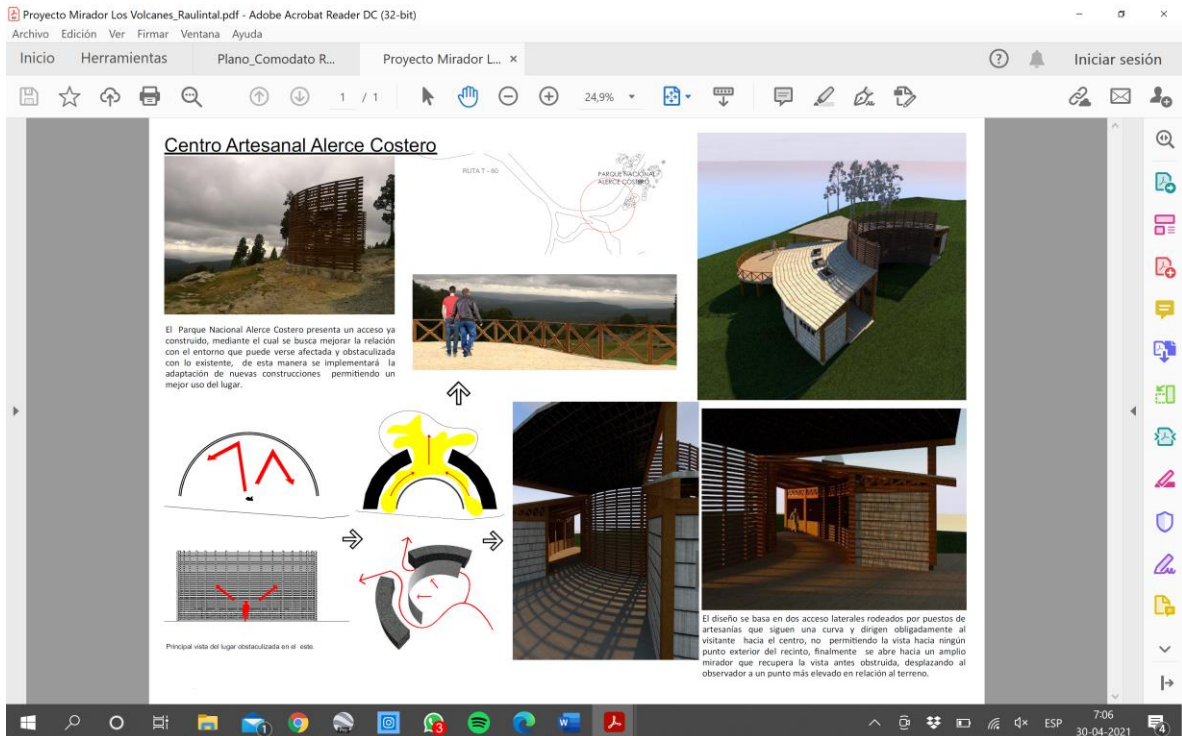 Proyecto Mirador Los Volcanes_Raulintal.pdf - Adobe Acrobat Reader DC (32-bit)
Archivo Edición Ver Firmar Ventana Ayuda
Inicio Herramientas Plano_Comodato R... Proyecto Mirador L... × Iniciar sesión
1 / 1 24,9%
Centro Artesanal Alerce Costero
RUTA T - 80
PARQUE NACIONAL
ALERCE COSTERO
El Parque Nacional Alerce Costero presenta un acceso ya
construido, mediante el cual se busca mejorar la relación
con el entorno que puede verse afectada y obstaculizada
con lo existente, de esta manera se implementará la
adaptación de nuevas construcciones permitiendo un
mejor uso del lugar.
Principal vista del lugar obstaculizada en el este.
El diseño se basa en dos acceso laterales rodeados por puestos de
artesanías que siguen una curva y dirigen obligadamente al
visitante hacia el centro, no permitiendo la vista hacia ningún
punto exterior del recinto, finalmente se abre hacia un amplio
mirador que recupera la vista antes obstruida, desplazando al
observador a un punto más elevado en relación al terreno.
ESP
7:06
30-04-2021